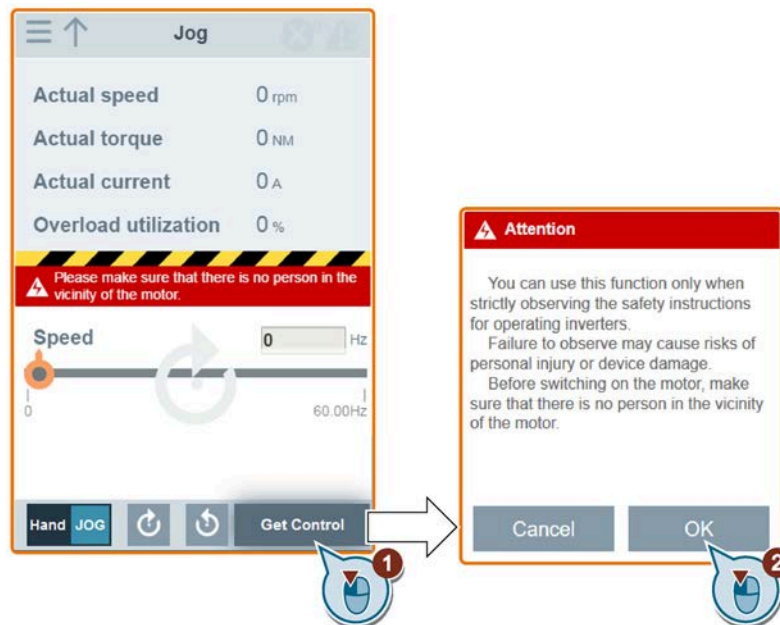 Jog
Actual speed 0 rpm
Actual torque 0 NM
Actual current 0 A
Overload utilization 0 %
Please make sure that there is no person in the
vicinity of the motor.
Speed 0 Hz
0 60.00Hz
Hand JOG Get Control
1
Attention
You can use this function only when
strictly observing the safety instructions
for operating inverters.
Failure to observe may cause risks of
personal injury or device damage.
Before switching on the motor, make
sure that there is no person in the vicinity
of the motor.
Cancel OK
2